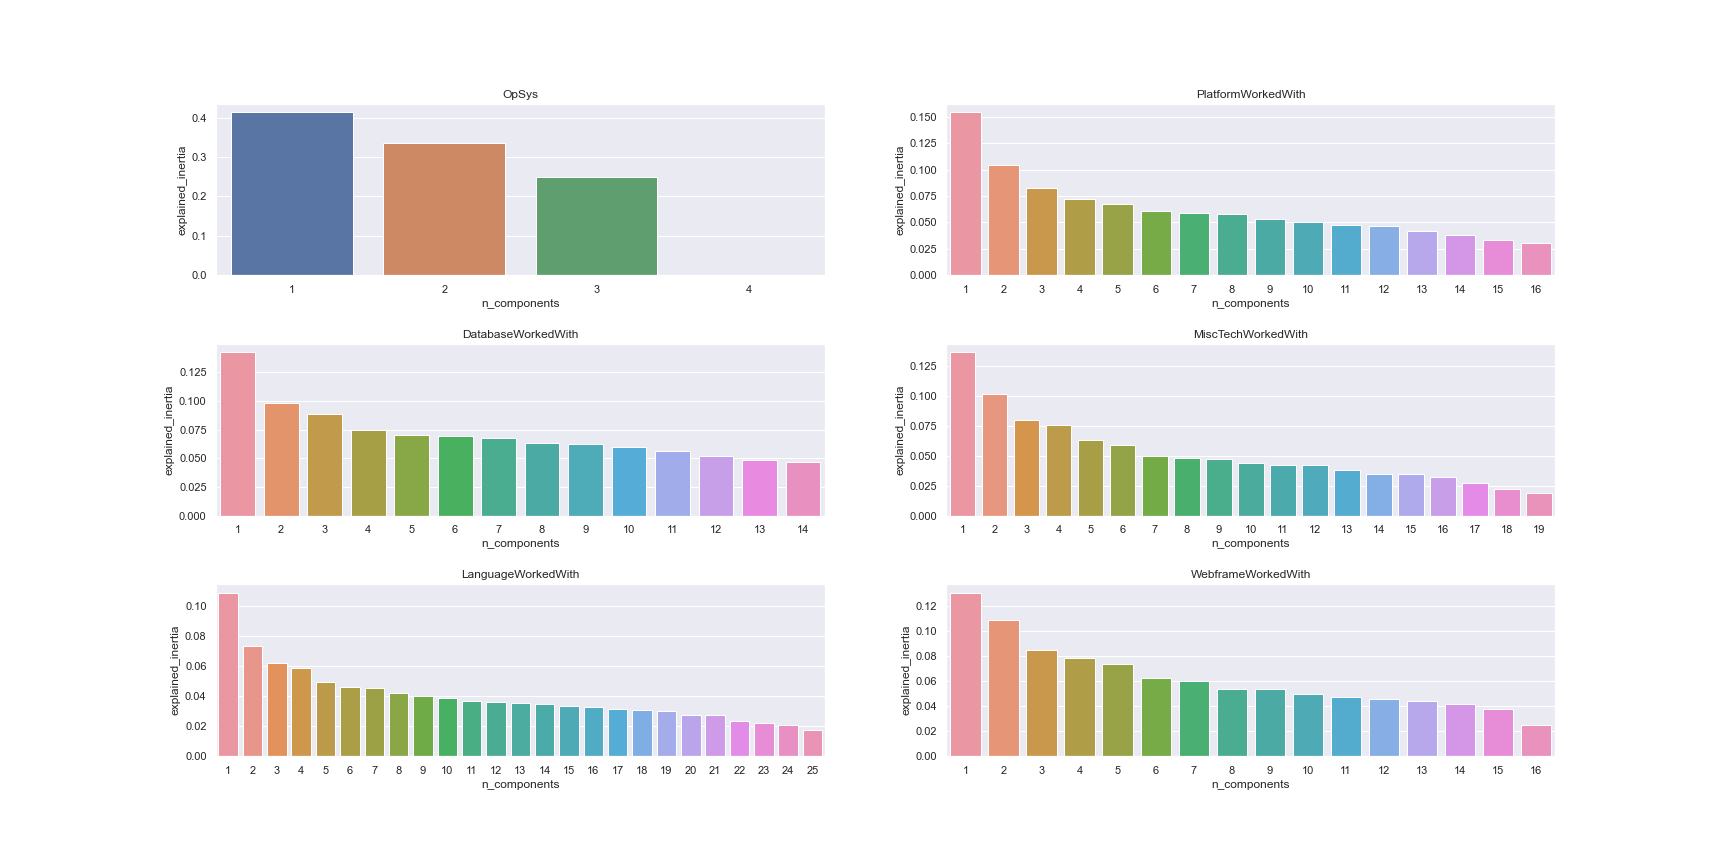 OpSys
explained_inertia
0.4
0.3
0.2
0.1
0.0
1 2 3 4
n_components
PlatformWorkedWith
explained_inertia
0.150
0.125
0.100
0.075
0.050
0.025
0.000
1 2 3 4 5 6 7 8 9 10 11 12 13 14 15 16
n_components
DatabaseWorkedWith
explained_inertia
0.125
0.100
0.075
0.050
0.025
0.000
1 2 3 4 5 6 7 8 9 10 11 12 13 14
n_components
MiscTechWorkedWith
explained_inertia
0.125
0.100
0.075
0.050
0.025
0.000
1 2 3 4 5 6 7 8 9 10 11 12 13 14 15 16 17 18 19
n_components
LanguageWorkedWith
explained_inertia
0.10
0.08
0.06
0.04
0.02
0.00
1 2 3 4 5 6 7 8 9 10 11 12 13 14 15 16 17 18 19 20 21 22 23 24 25
n_components
WebframeWorkedWith
explained_inertia
0.12
0.10
0.08
0.06
0.04
0.02
0.00
1 2 3 4 5 6 7 8 9 10 11 12 13 14 15 16
n_components